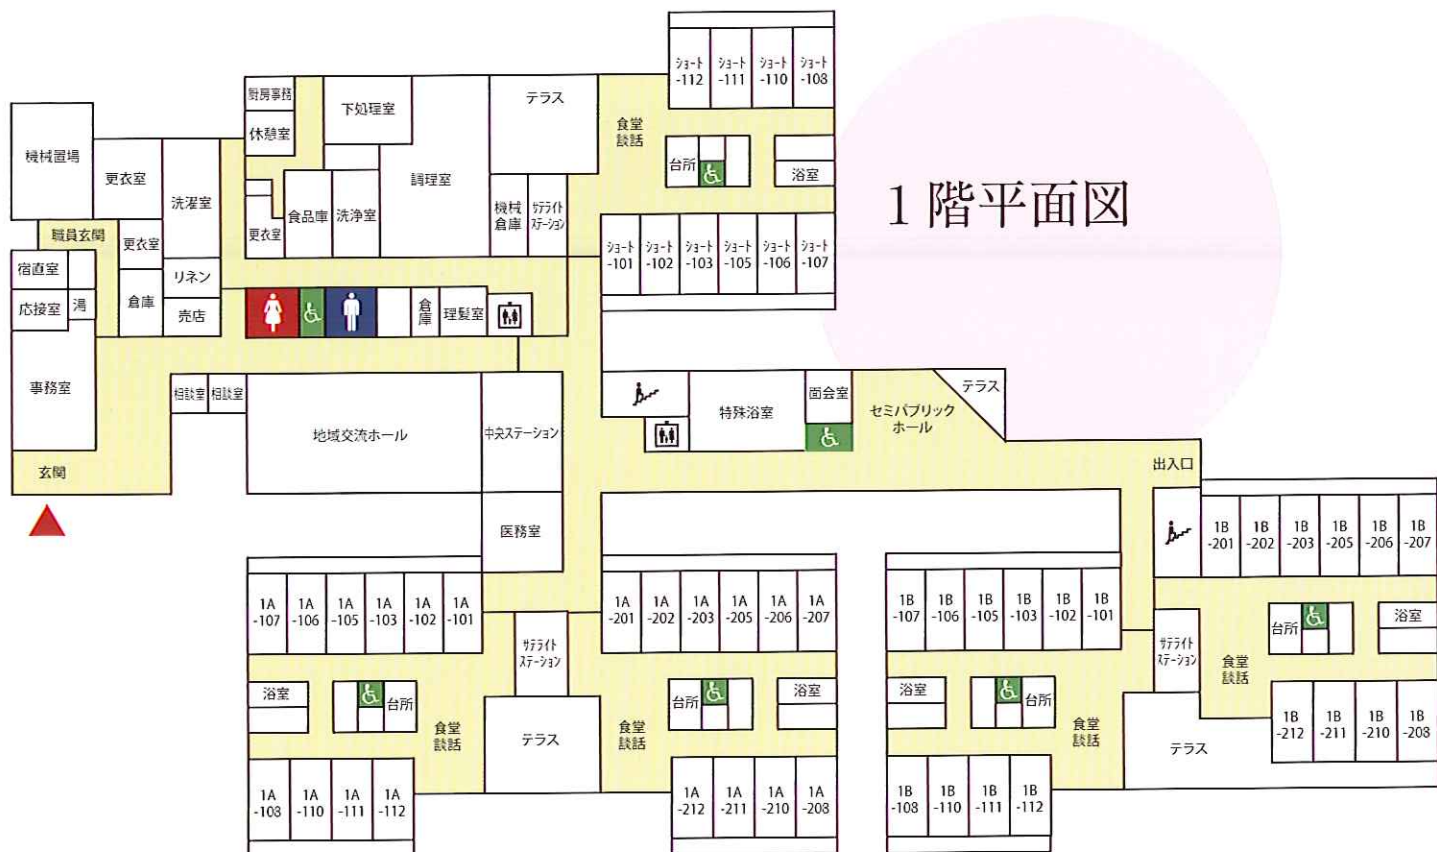 1階平面図
ショート
-112
ショート
-111
ショート
-110
ショート
-108
厨房事務
休憩室
下処理室
テラス
食堂
談話
台所
浴室
機械置場
更衣室
洗濯室
更衣室
食品庫
洗浄室
調理室
機械
倉庫
サテライト
ステーション
ショート
-101
ショート
-102
ショート
-103
ショート
-105
ショート
-106
ショート
-107
職員玄関
更衣室
宿直室
応接室
湯
倉庫
リネン
売店
倉庫
理髪室
事務室
相談室
相談室
地域交流ホール
中央ステーション
特殊浴室
面会室
セミパブリック
ホール
テラス
玄関
医務室
出入口
1B
-201
1B
-202
1B
-203
1B
-205
1B
-206
1B
-207
1A
-107
1A
-106
1A
-105
1A
-103
1A
-102
1A
-101
1A
-201
1A
-202
1A
-203
1A
-205
1A
-206
1A
-207
1B
-107
1B
-106
1B
-105
1B
-103
1B
-102
1B
-101
サテライト
ステーション
サテライト
ステーション
台所
浴室
食堂
談話
浴室
台所
食堂
談話
テラス
食堂
談話
台所
浴室
浴室
台所
食堂
談話
テラス
1B
-212
1B
-211
1B
-210
1B
-208
1A
-108
1A
-110
1A
-111
1A
-112
1A
-212
1A
-211
1A
-210
1A
-208
1B
-108
1B
-110
1B
-111
1B
-112